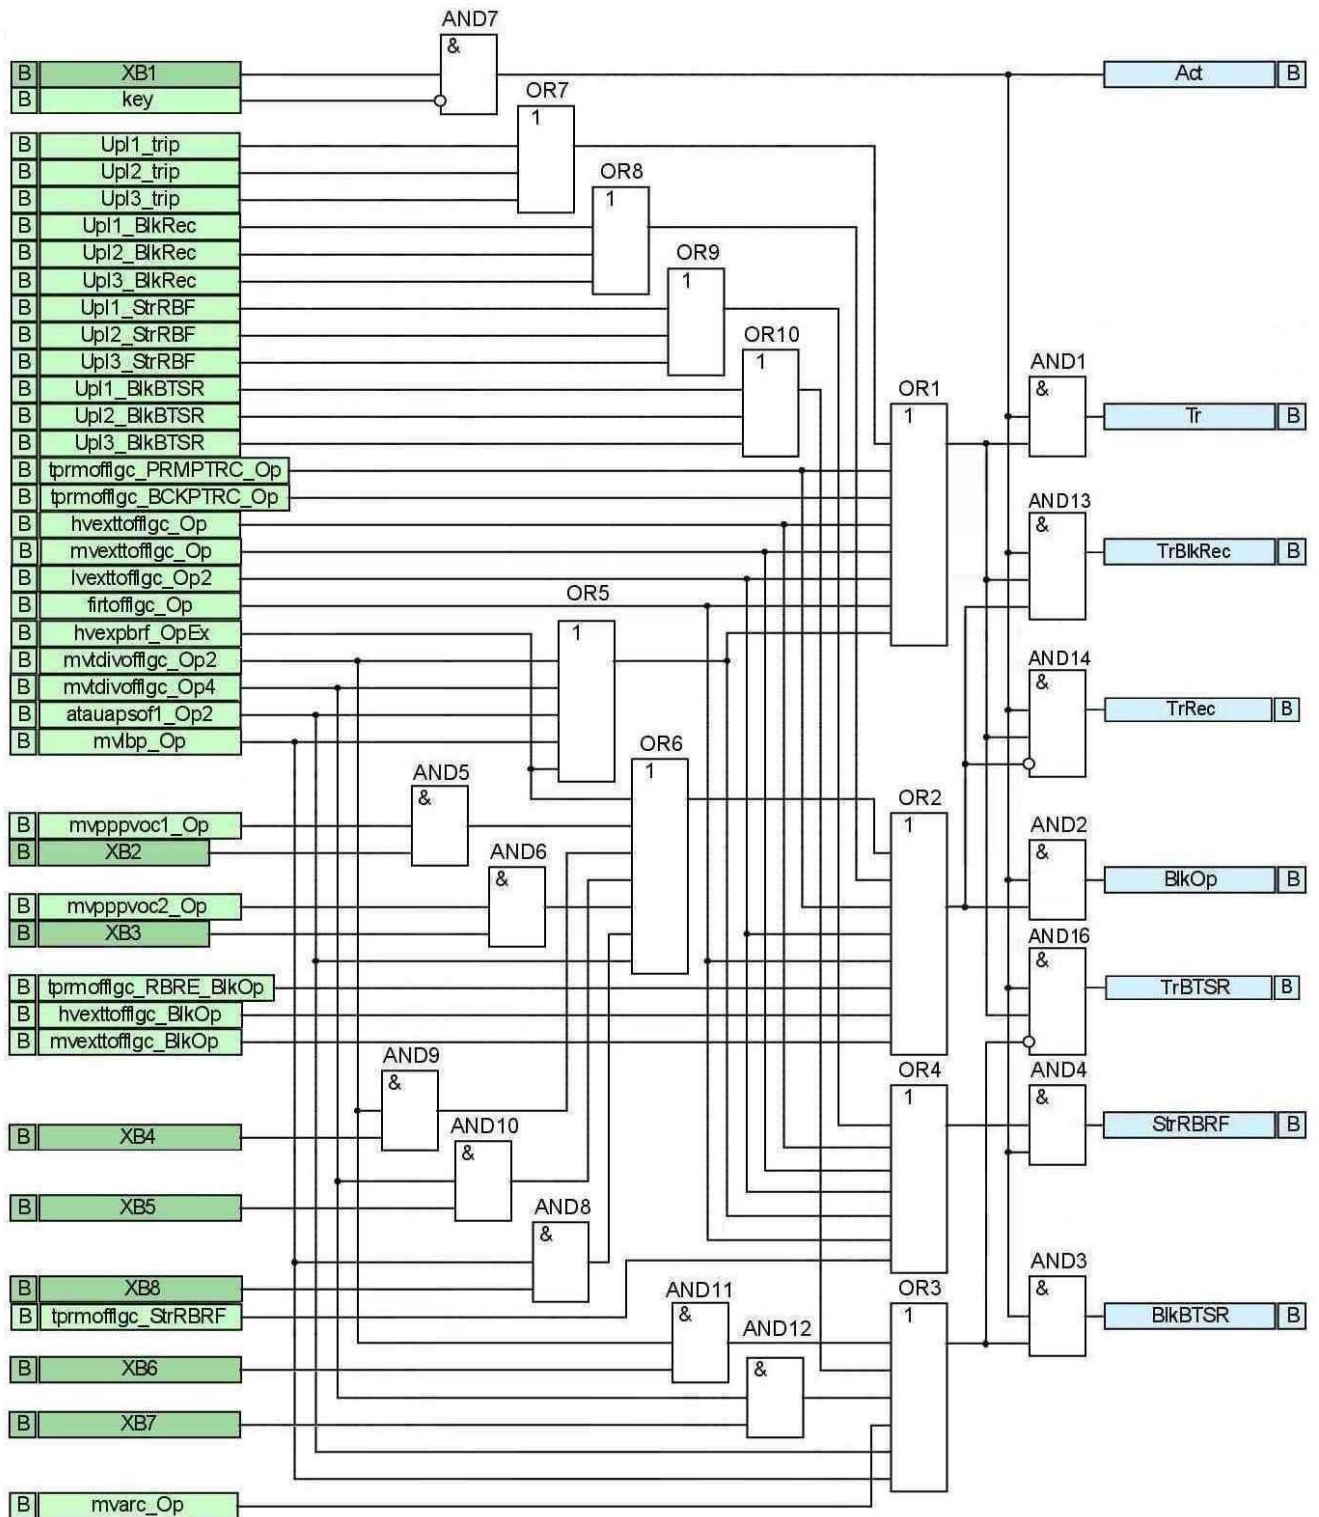 AND7
&
B XB1
Act B
B key
OR7
1
B Upl1_trip
B Upl2_trip
OR8
B Upl3_trip
1
B Upl1_BlkRec
B Upl2_BlkRec
OR9
B Upl3_BlkRec
1
B Upl1_StrRBF
B Upl2_StrRBF
OR10
B Upl3_StrRBF
1
AND1
B Upl1_BlkBTSR
OR1
&
B Upl2_BlkBTSR
1
Tr B
B Upl3_BlkBTSR
B tprmofflgc_PRMPTRC_Op
B tprmofflgc_BCKPTRC_Op
AND13
B hvexttofflgc_Op
&
B mvexttofflgc_Op
TrBlkRec B
B lvexttofflgc_Op2
OR5
B firtofflgc_Op
B hvexpbrf_OpEx
1
B mvtdivofflgc_Op2
AND14
B mvtdivofflgc_Op4
&
B atauapsof1_Op2
TrRec B
B mvlbp_Op
OR6
1
AND5
&
OR2
B mvpppvoc1_Op
1
AND2
B XB2
&
AND6
&
BlkOp B
B mvpppvoc2_Op
B XB3
AND16
&
B tprmofflgc_RBRE_BlkOp
TrBTSR B
B hvexttofflgc_BlkOp
B mvexttofflgc_BlkOp
AND9
&
OR4
1
AND4
&
AND10
&
StrRBRF B
B XB4
B XB5
AND8
&
AND3
&
B XB8
AND11
&
OR3
1
B tprmofflgc_StrRBRF
BlkBTSR B
AND12
&
B XB6
B XB7
B mvarc_Op